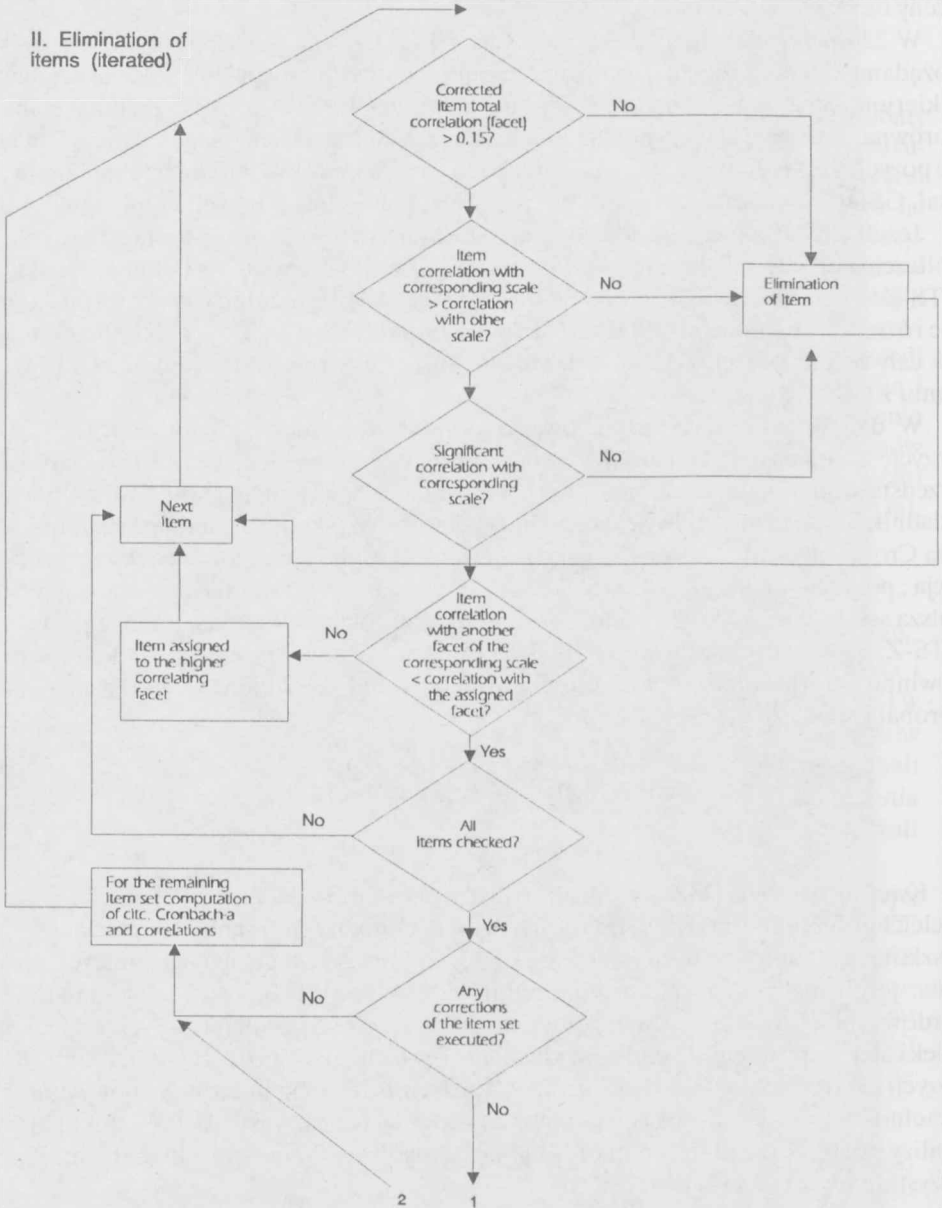 II. Elimination of
items (iterated)
Corrected
item total
correlation (facet)
> 0,15?
No
Item
correlation with
corresponding scale
> correlation
with other
scale?
No
Elimination
of item
Significant
correlation with
corresponding
scale?
No
Next
item
Item
correlation
with another
facet of the
corresponding scale
< correlation with
the assigned
facet?
No
Item assigned
to the higher
correlating
facet
Yes
All
items checked?
No
For the remaining
item set computation
of citc. Cronbach-a
and correlations
Yes
Any
corrections
of the item set
executed?
No
No
2
1